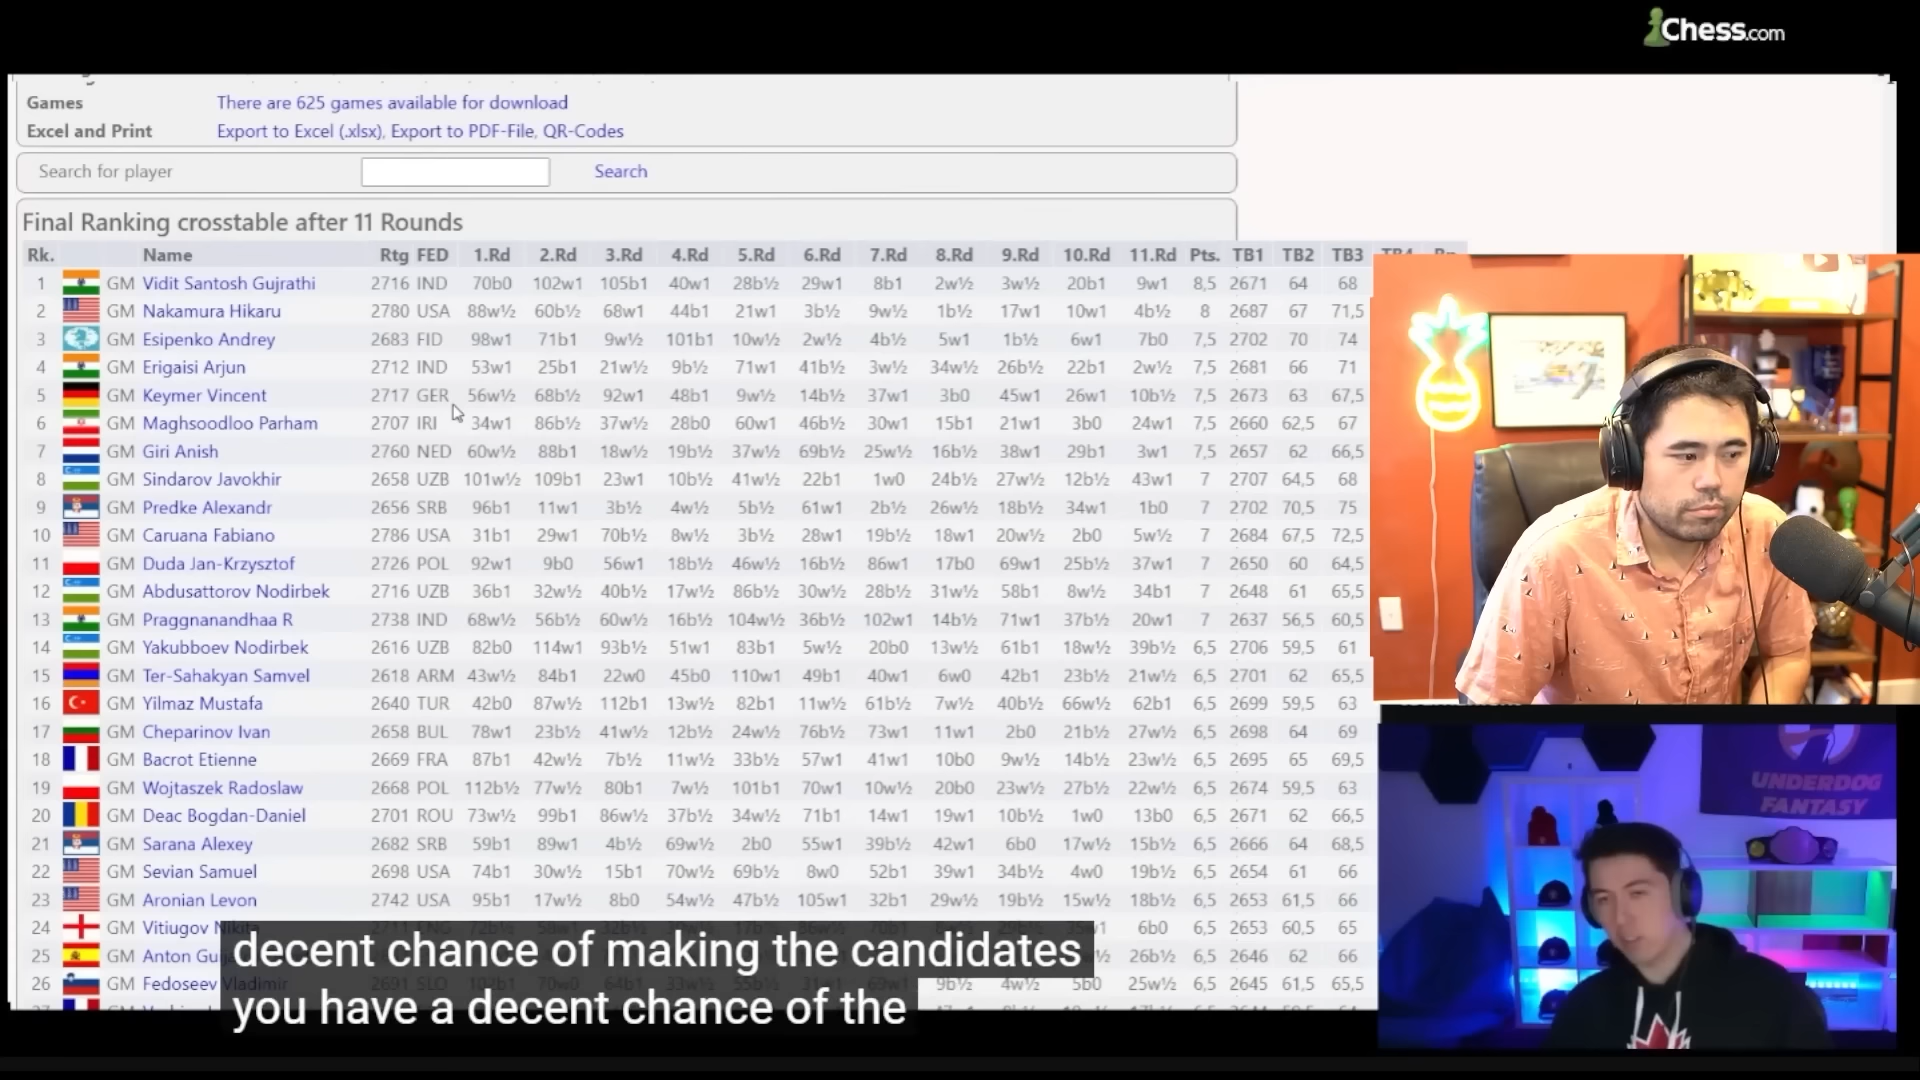 Chess.com
Games There are 625 games available for download
Excel and Print Export to Excel (.xlsx), Export to PDF-File, QR-Codes
Search for player Search
Final Ranking crosstable after 11 Rounds
Rk. Name Rtg FED 1.Rd 2.Rd 3.Rd 4.Rd 5.Rd 6.Rd 7.Rd 8.Rd 9.Rd 10.Rd 11.Rd Pts. TB1 TB2 TB3
1 GM Vidit Santosh Gujrathi 2716 IND 70b0 102w1 105b1 40w1 28b½ 29w1 8b1 2w½ 3w½ 20b1 9w1 8,5 2671 64 68
2 GM Nakamura Hikaru 2780 USA 88w½ 60b½ 68w1 44b1 21w1 3b½ 9w½ 1b½ 17w1 10w1 4b½ 8 2687 67 71,5
3 GM Esipenko Andrey 2683 FID 98w1 71b1 9w½ 101b1 10w½ 2w½ 4b½ 5w1 1b½ 6w1 7b0 7,5 2702 70 74
4 GM Erigaisi Arjun 2712 IND 53w1 25b1 21w½ 9b½ 71w1 41b½ 3w½ 34w½ 26b½ 22b1 2w½ 7,5 2681 66 71
5 GM Keymer Vincent 2717 GER 56w½ 68b½ 92w1 48b1 9w½ 14b½ 37w1 3b0 45w1 26w1 10b½ 7,5 2673 63 67,5
6 GM Maghsoodloo Parham 2707 IRI 34w1 86b½ 37w½ 28b0 60w1 46b½ 30w1 15b1 21w1 3b0 24w1 7,5 2660 62,5 67
7 GM Giri Anish 2760 NED 60w½ 88b1 18w½ 19b½ 37w½ 69b½ 25w½ 16b½ 38w1 29b1 3w1 7,5 2657 62 66,5
8 GM Sindarov Javokhir 2658 UZB 101w½ 109b1 23w1 10b½ 41w½ 22b1 1w0 24b½ 27w½ 12b½ 43w1 7 2707 64,5 68
9 GM Predke Alexandr 2656 SRB 96b1 11w1 3b½ 4w½ 5b½ 61w1 2b½ 26w½ 18b½ 34w1 1b0 7 2702 70,5 75
10 GM Caruana Fabiano 2786 USA 31b1 29w1 70b½ 8w½ 3b½ 28w1 19b½ 18w1 20w½ 2b0 5w½ 7 2684 67,5 72,5
11 GM Duda Jan-Krzysztof 2726 POL 92w1 9b0 56w1 18b½ 46w½ 16b½ 86w1 17b0 69w1 25b½ 37w1 7 2650 60 64,5
12 GM Abdusattorov Nodirbek 2716 UZB 36b1 32w½ 40b½ 17w½ 86b½ 30w½ 28b½ 31w½ 58b1 8w½ 34b1 7 2648 61 65,5
13 GM Praggnanandhaa R 2738 IND 68w½ 56b½ 60w½ 16b½ 104w½ 36b½ 102w1 14b½ 71w1 37b½ 20w1 7 2637 56,5 60,5
14 GM Yakubboev Nodirbek 2616 UZB 82b0 114w1 93b½ 51w1 83b1 5w½ 20b0 13w½ 61b1 18w½ 39b½ 6,5 2706 59,5 61
15 GM Ter-Sahakyan Samvel 2618 ARM 43w½ 84b1 22w0 45b0 110w1 49b1 40w1 6w0 42b1 23b½ 21w½ 6,5 2701 62 65,5
16 GM Yilmaz Mustafa 2640 TUR 42b0 87w½ 112b1 13w½ 82b1 11w½ 61b½ 7w½ 40b½ 66w½ 62b1 6,5 2699 59,5 63
17 GM Cheparinov Ivan 2658 BUL 78w1 23b½ 41w½ 12b½ 24w½ 76b½ 73w1 11w1 2b0 21b½ 27w½ 6,5 2698 64 69
18 GM Bacrot Etienne 2669 FRA 87b1 42w½ 7b½ 11w½ 33b½ 57w1 41w1 10b0 9w½ 14b½ 23w½ 6,5 2695 65 69,5
19 GM Wojtaszek Radoslaw 2668 POL 112b½ 77w½ 80b1 7w½ 101b1 70w1 10w½ 20b0 23w½ 27b½ 22w½ 6,5 2674 59,5 63
20 GM Deac Bogdan-Daniel 2701 ROU 73w½ 99b1 86w½ 37b½ 34w½ 71b1 14w1 19w1 10b½ 1w0 13b0 6,5 2671 62 66,5
21 GM Sarana Alexey 2682 SRB 59b1 89w1 4b½ 69w½ 2b0 55w1 39b½ 42w1 6b0 17w½ 15b½ 6,5 2666 64 68,5
22 GM Sevian Samuel 2698 USA 74b1 30w½ 15b1 70w½ 69b½ 8w0 52b1 39w1 34b½ 4w0 19b½ 6,5 2654 61 66
23 GM Aronian Levon 2742 USA 95b1 17w½ 8b0 54w½ 47b½ 105w1 32b1 29w½ 19b½ 15w½ 18b½ 6,5 2653 61,5 66
24 GM Vitiugov 6b0 6,5 2653 60,5 65
25 GM Anton 26b½ 6,5 2646 62 66
26 GM Fedoseev Vladimir 9b½ 4w½ 5b0 25w½ 6,5 2645 61,5 65,5
decent chance of making the candidates
you have a decent chance of the
UNDERDOG
FANTASY